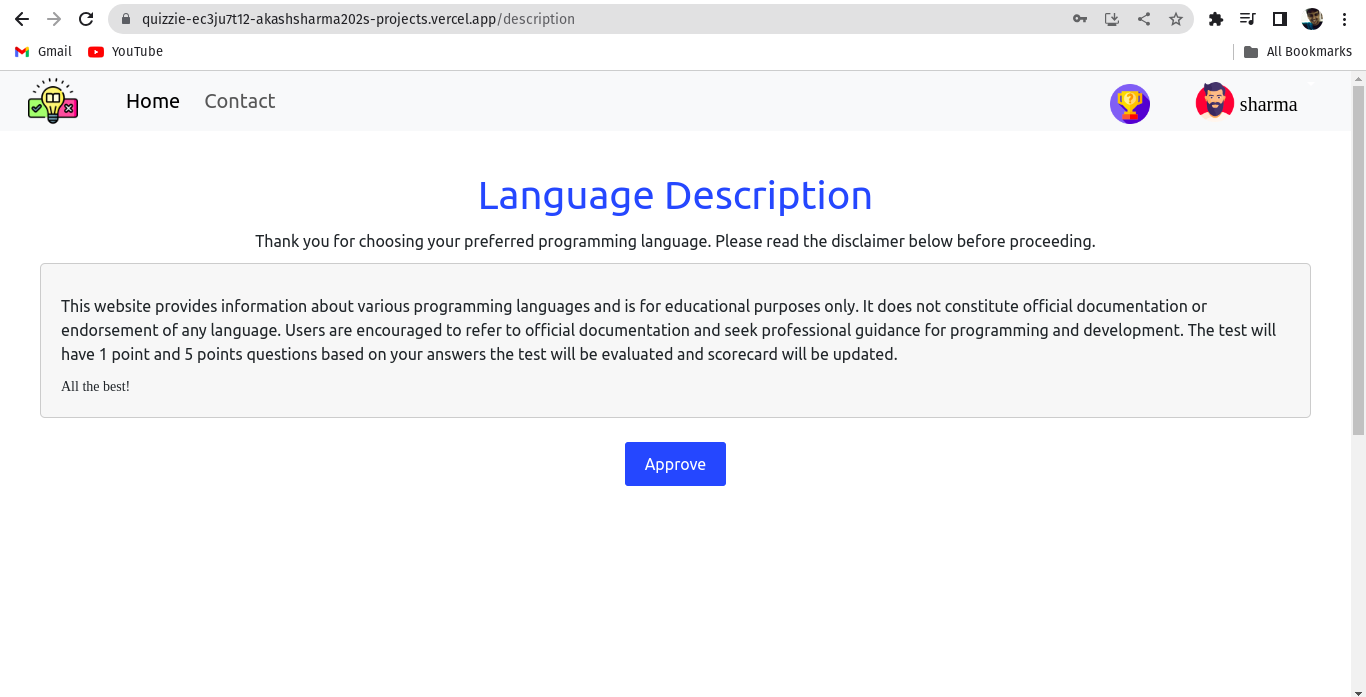 quizzie-ec3ju7t12-akashsharma202s-projects.vercel.app/description
Gmail YouTube All Bookmarks
Home Contact sharma
Language Description
Thank you for choosing your preferred programming language. Please read the disclaimer below before proceeding.
This website provides information about various programming languages and is for educational purposes only. It does not constitute official documentation or
endorsement of any language. Users are encouraged to refer to official documentation and seek professional guidance for programming and development. The test will
have 1 point and 5 points questions based on your answers the test will be evaluated and scorecard will be updated.
All the best!
Approve